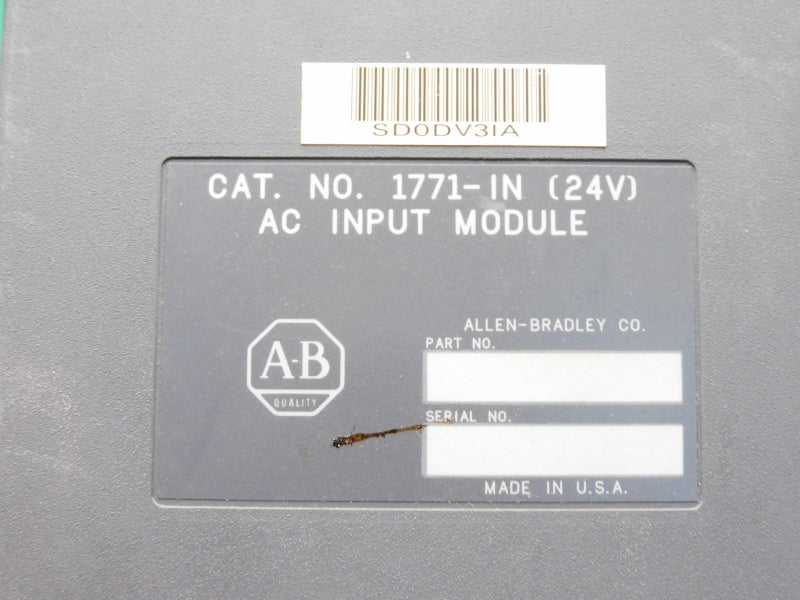 SD0DV3IA
CAT. NO. 1771-IN (24V)
AC INPUT MODULE
ALLEN-BRADLEY CO.
PART NO.
A-B
QUALITY
SERIAL NO.
MADE IN U.S.A.